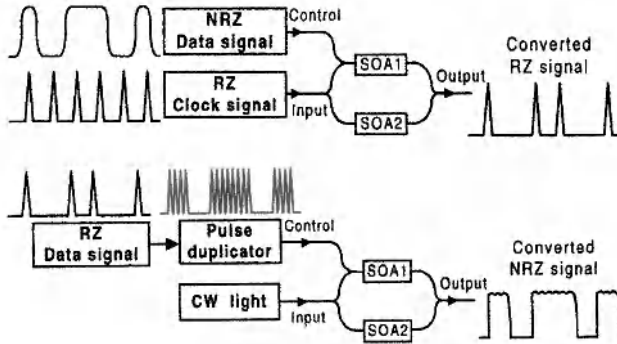 NRZ
Data signal
Control
RZ
Clock signal
Input
SOA1
SOA2
Output
Converted
RZ signal
RZ
Data signal
Pulse
duplicator
Control
CW light
Input
SOA1
SOA2
Output
Converted
NRZ signal